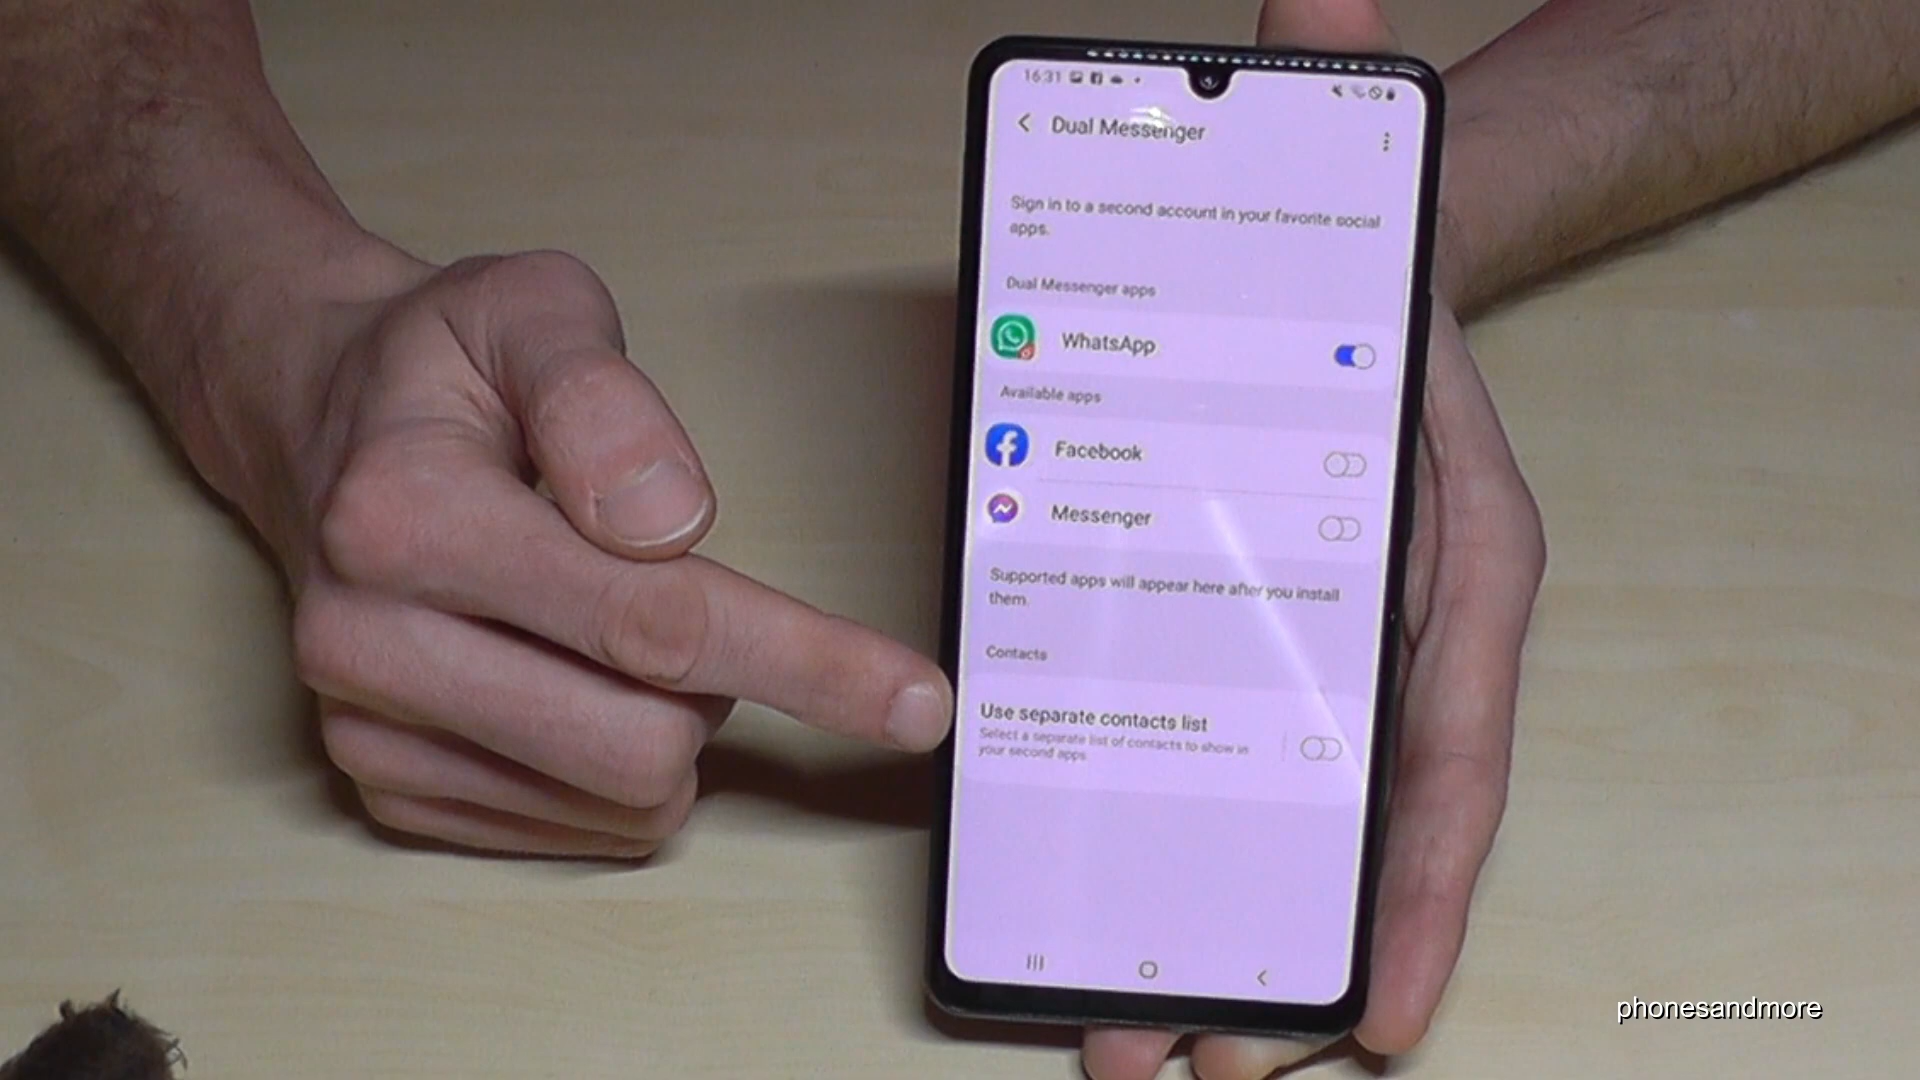 16:31
Dual Messenger
Sign in to a second account in your favorite social
apps.
Dual Messenger apps
WhatsApp
Available apps
Facebook
Messenger
Supported apps will appear here after you install
them.
Contacts
Use separate contacts list
Select a separate list of contacts to show in
your second apps
phonesandmore